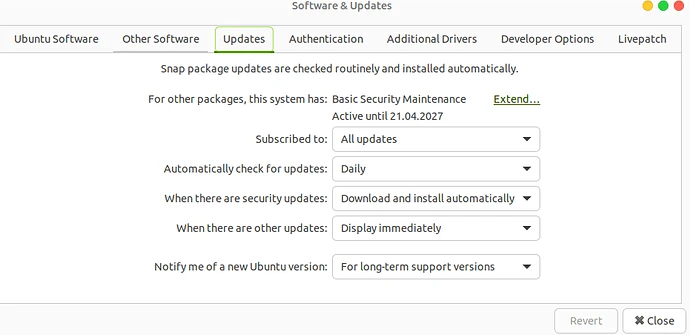 Software & Updates
Ubuntu Software Other Software Updates Authentication Additional Drivers Developer Options Livepatch
Snap package updates are checked routinely and installed automatically.
For other packages, this system has: Basic Security Maintenance Extend...
Active until 21.04.2027
Subscribed to: All updates
Automatically check for updates: Daily
When there are security updates: Download and install automatically
When there are other updates: Display immediately
Notify me of a new Ubuntu version: For long-term support versions
Revert Close